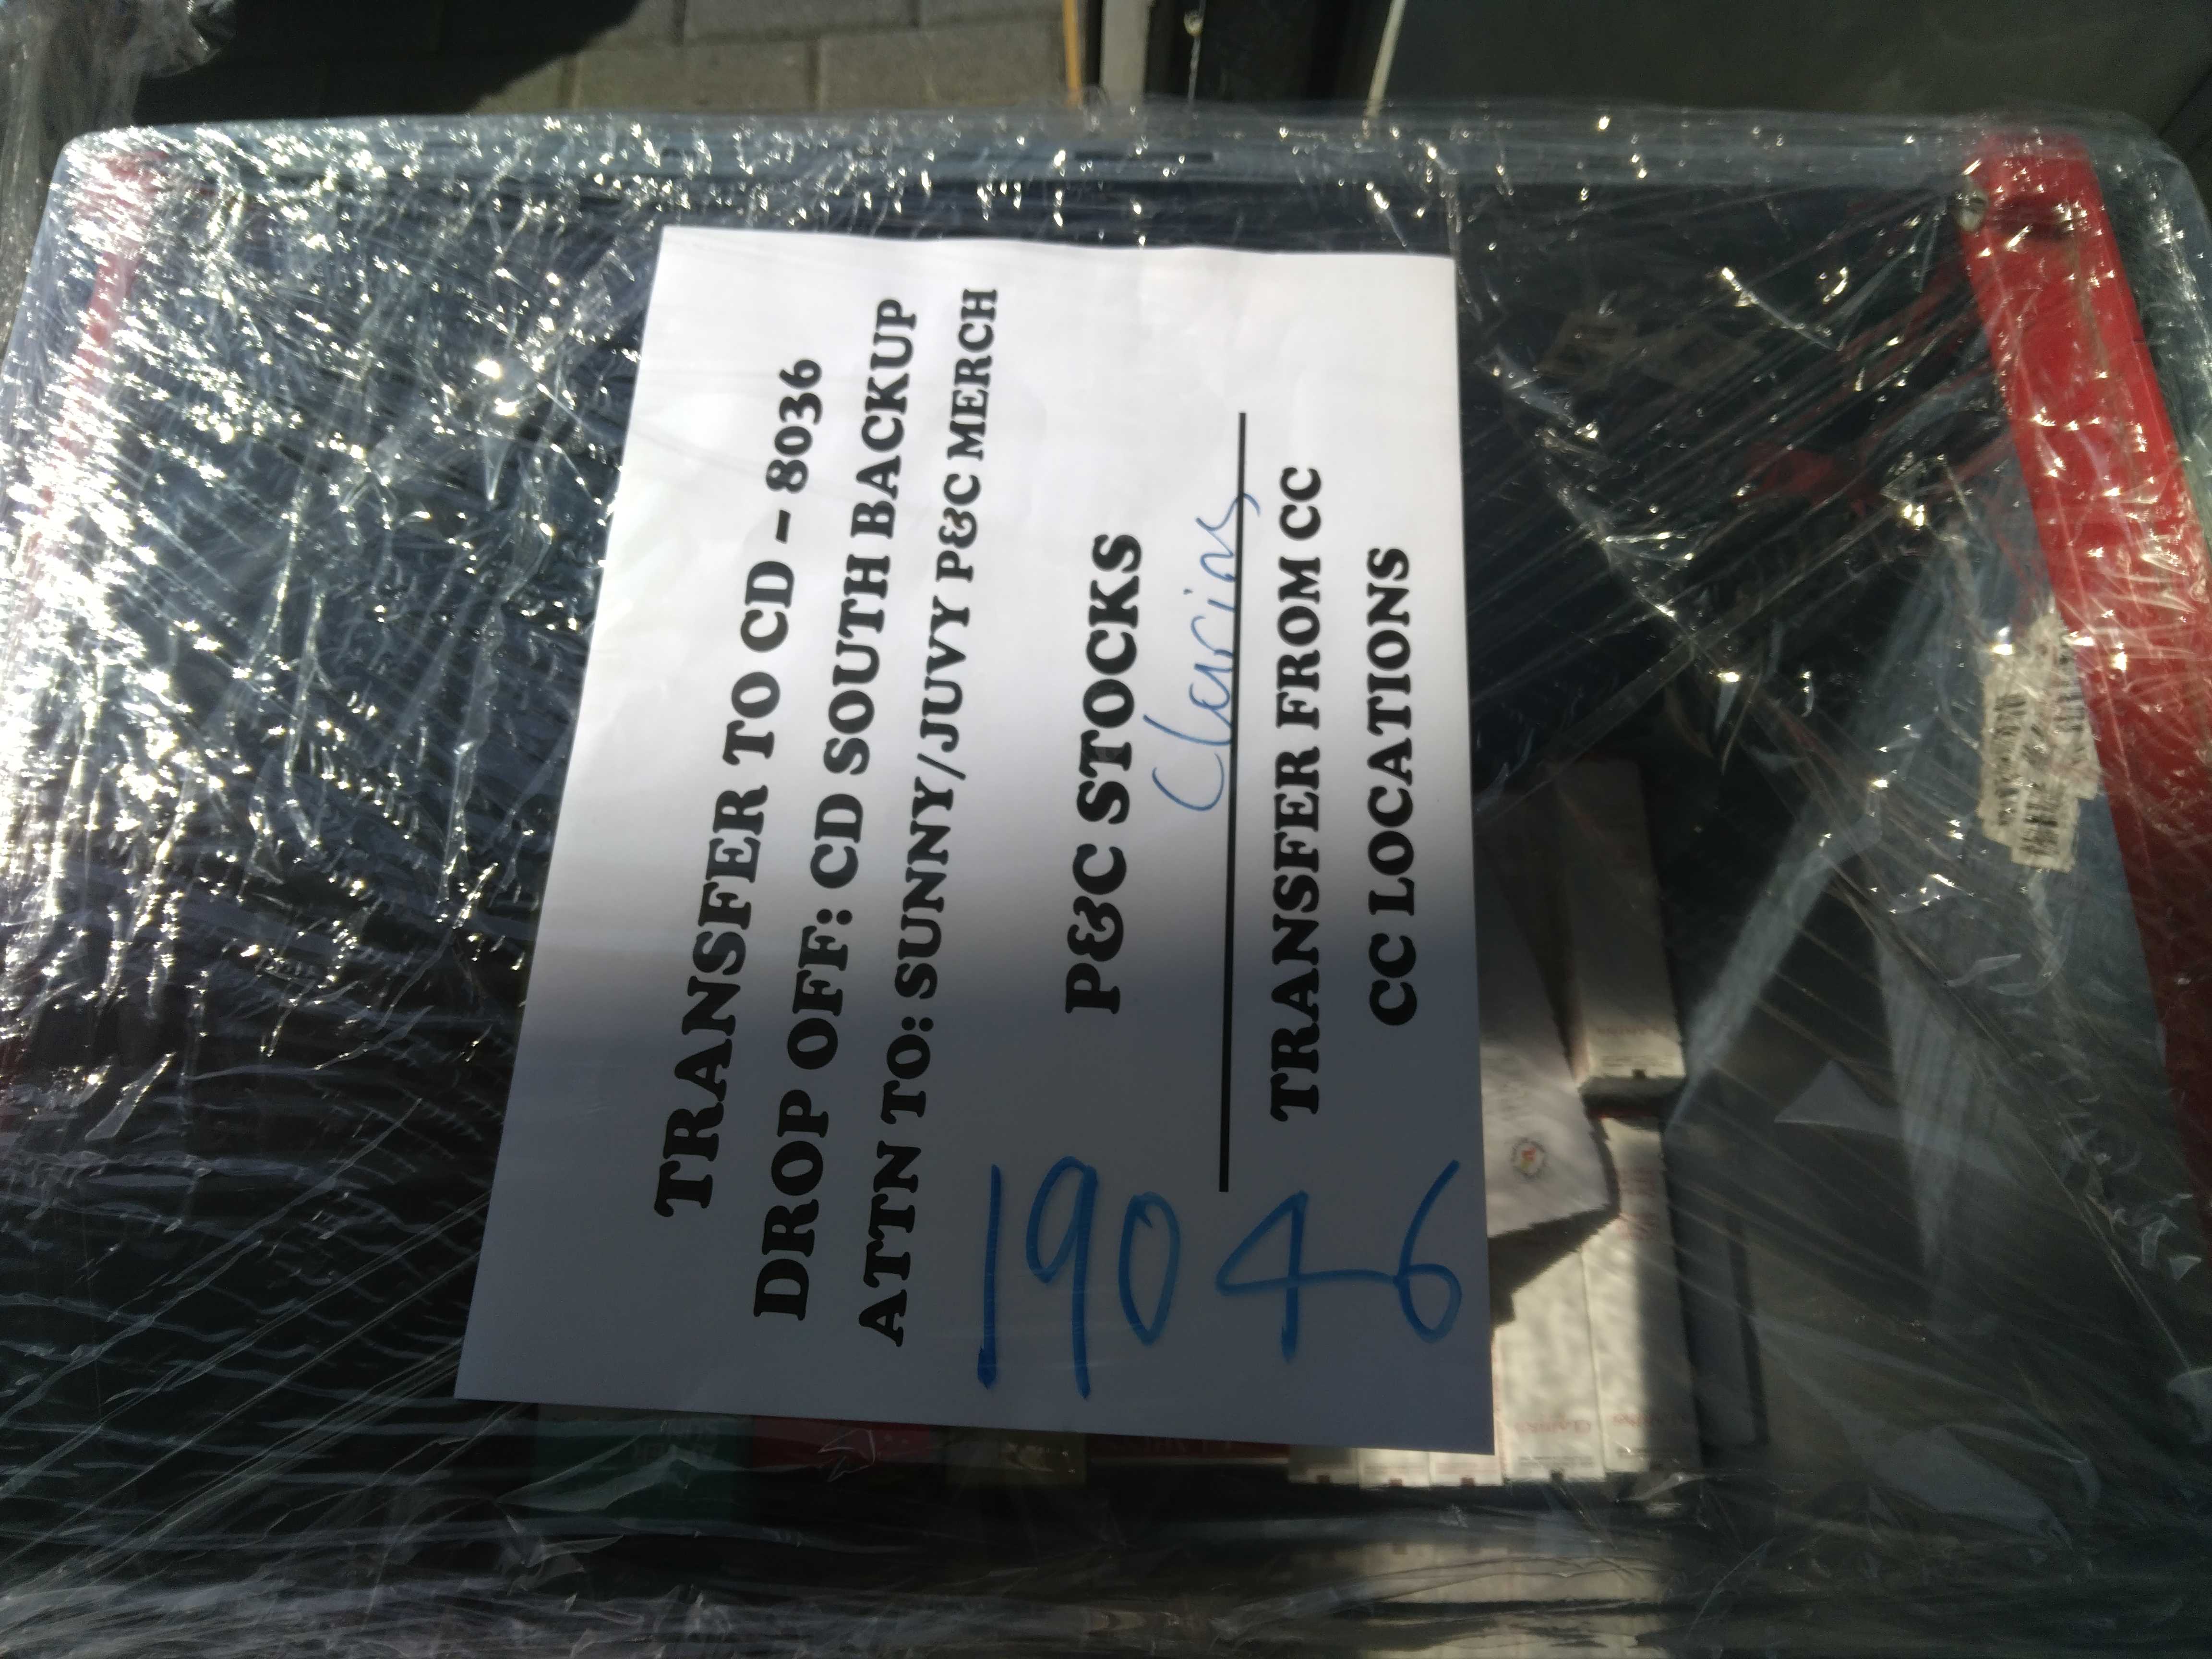 TRANSFER TO CD – 8036
DROP OFF: CD SOUTH BACKUP
ATTN TO: SUNNY/JUVY P&C MERCH
P&C STOCKS
Clarins
TRANSFER FROM CC
CC LOCATIONS
19046